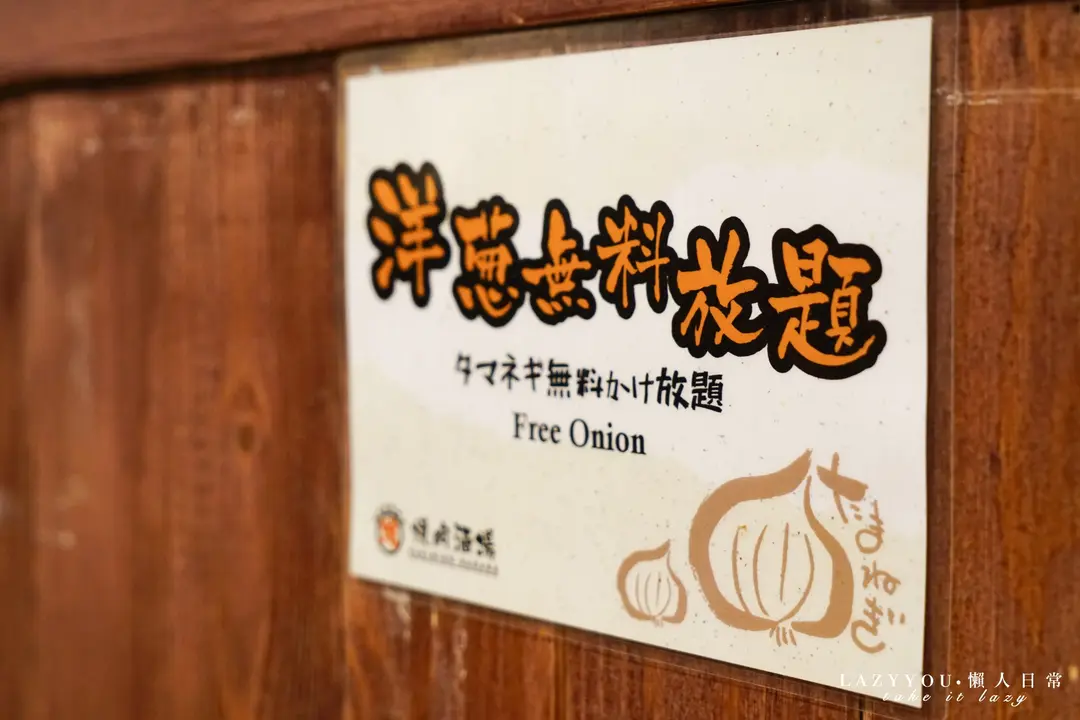 洋蔥無料放題
タマネギ無料かけ放題
Free Onion
たまねぎ
LAZYYOU•懶人日常
take it lazy